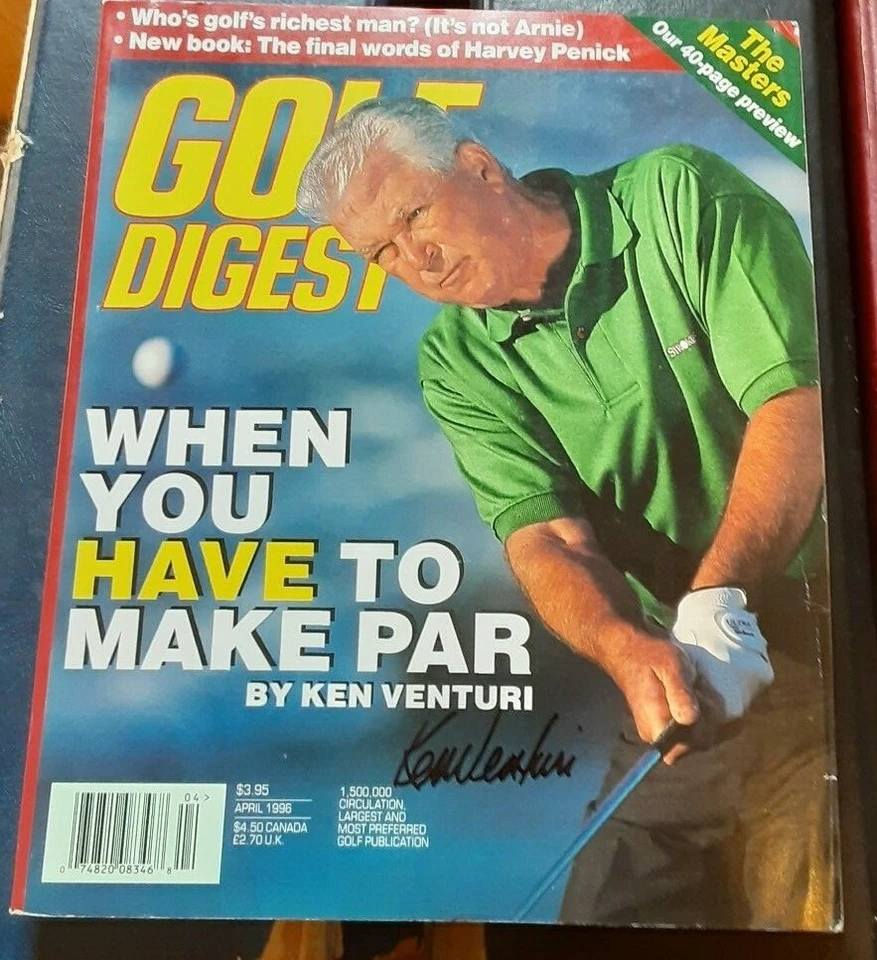 • Who's golf's richest man? (It's not Arnie)
• New book: The final words of Harvey Penick
The
Masters
Our 40-page preview
GOLF
DIGEST
WHEN
YOU
HAVE TO
MAKE PAR
BY KEN VENTURI
Ken Venturi
$3.95
APRIL 1996
$4.50 CANADA
£2.70 U.K.
1,500,000
CIRCULATION,
LARGEST AND
MOST PREFERRED
GOLF PUBLICATION
04>
0 74820 08346 8